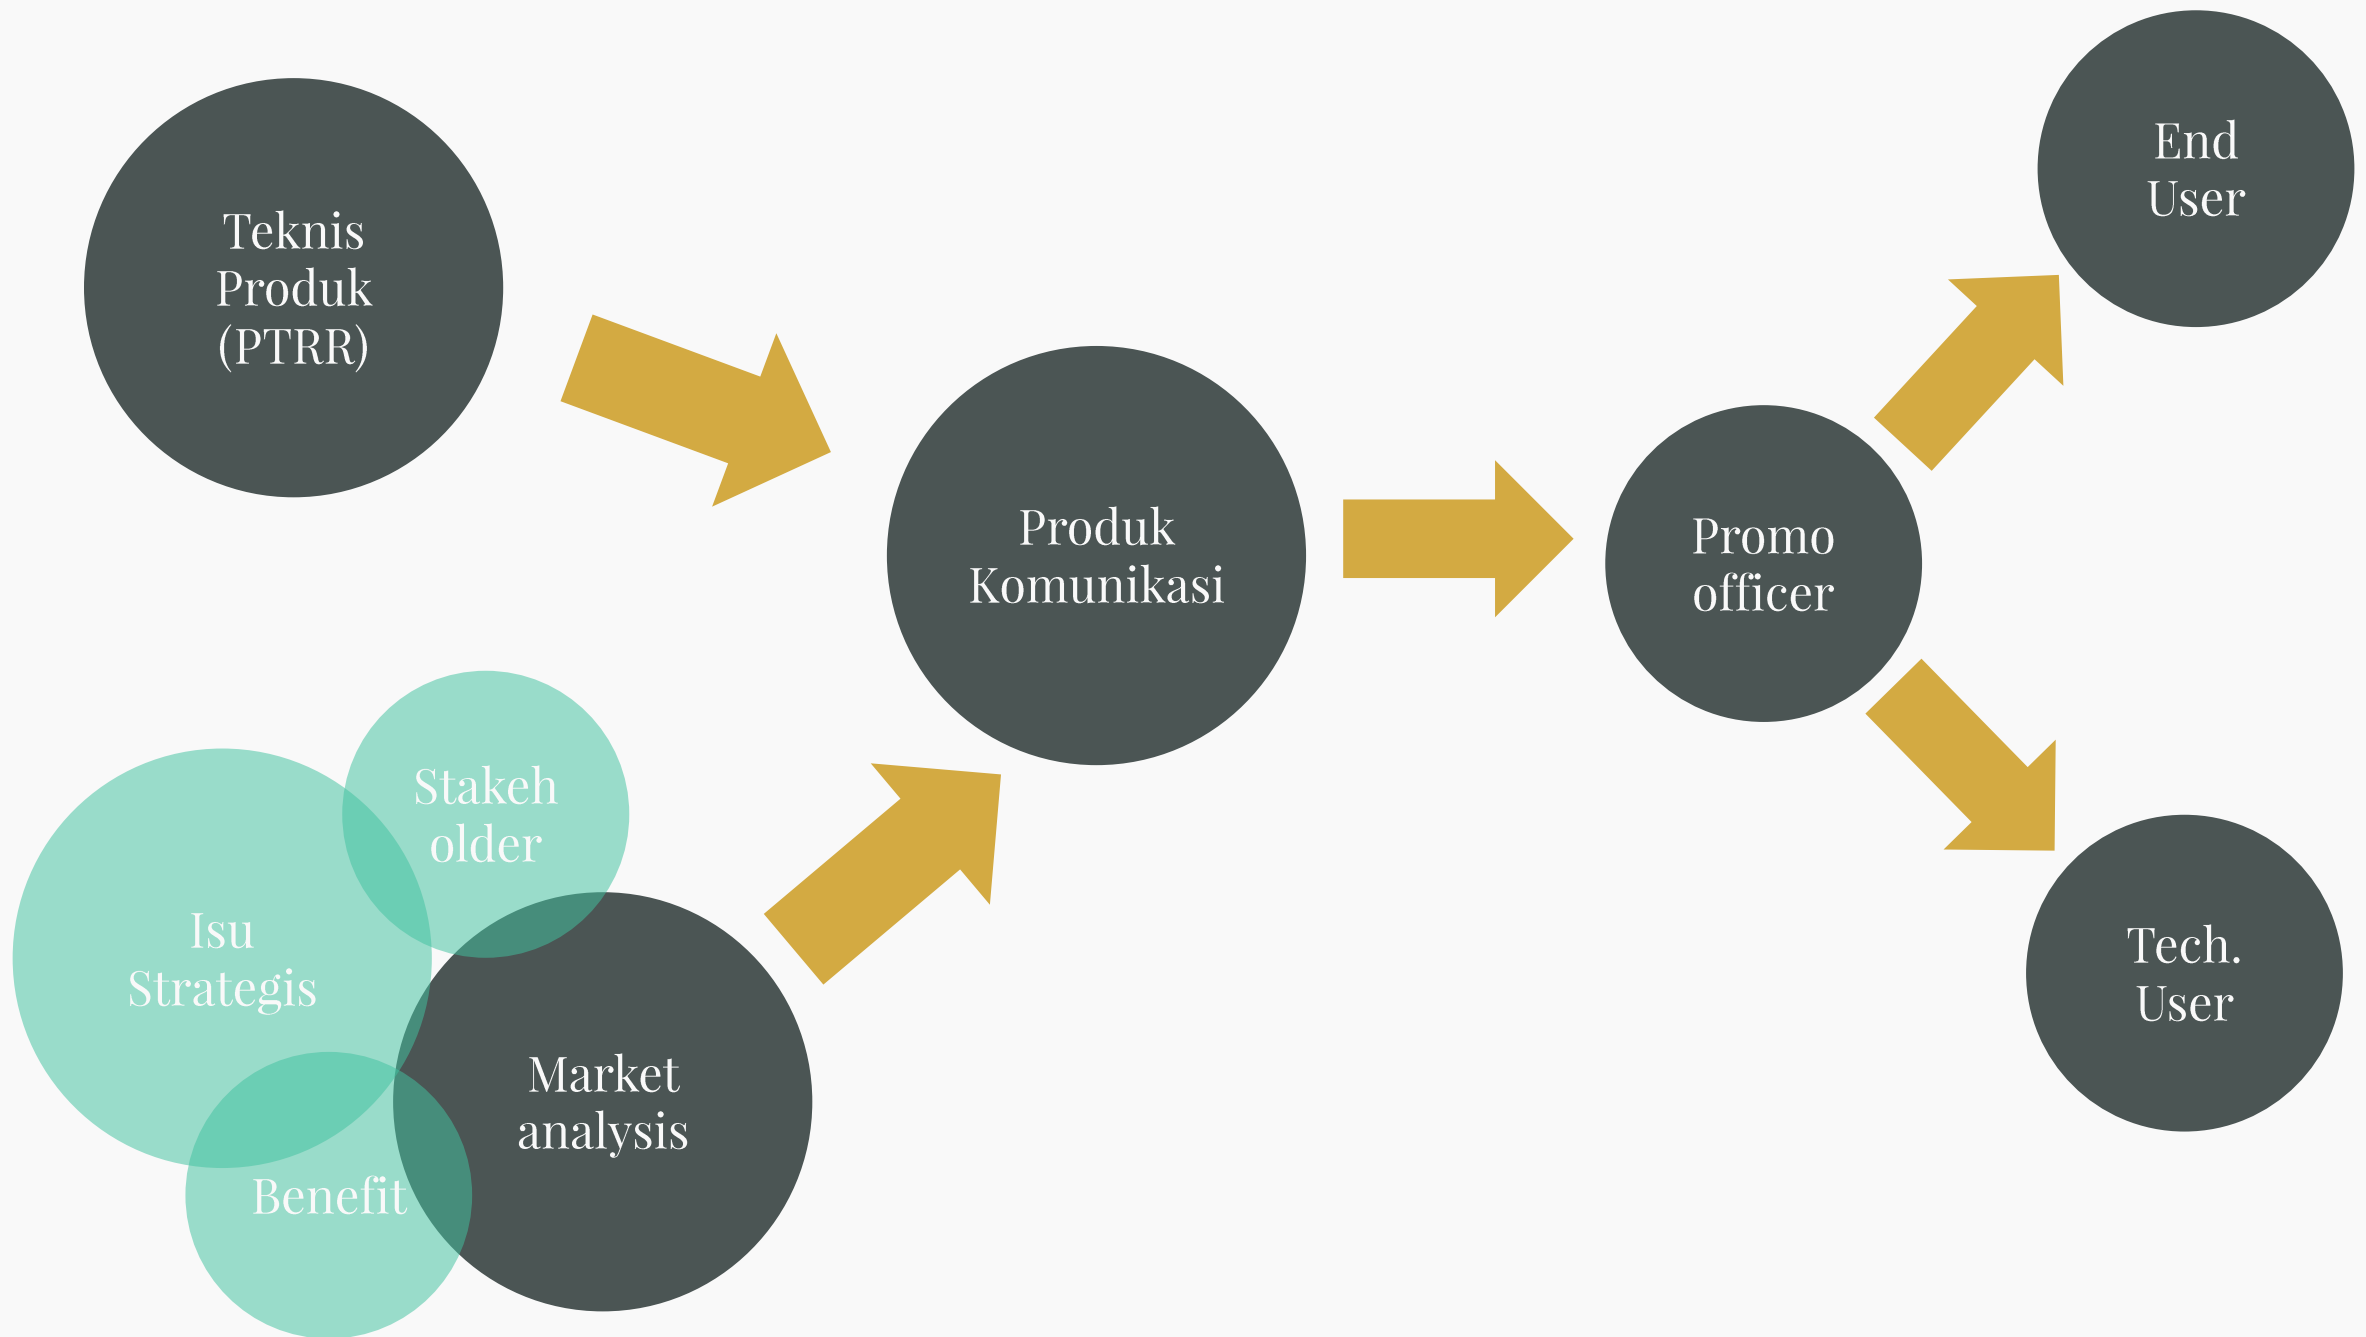 Teknis
Produk
(PTRR)
Produk
Komunikasi
Promo
officer
End
User
Tech.
User
Stakeh
older
Isu
Strategis
Benefit
Market
analysis